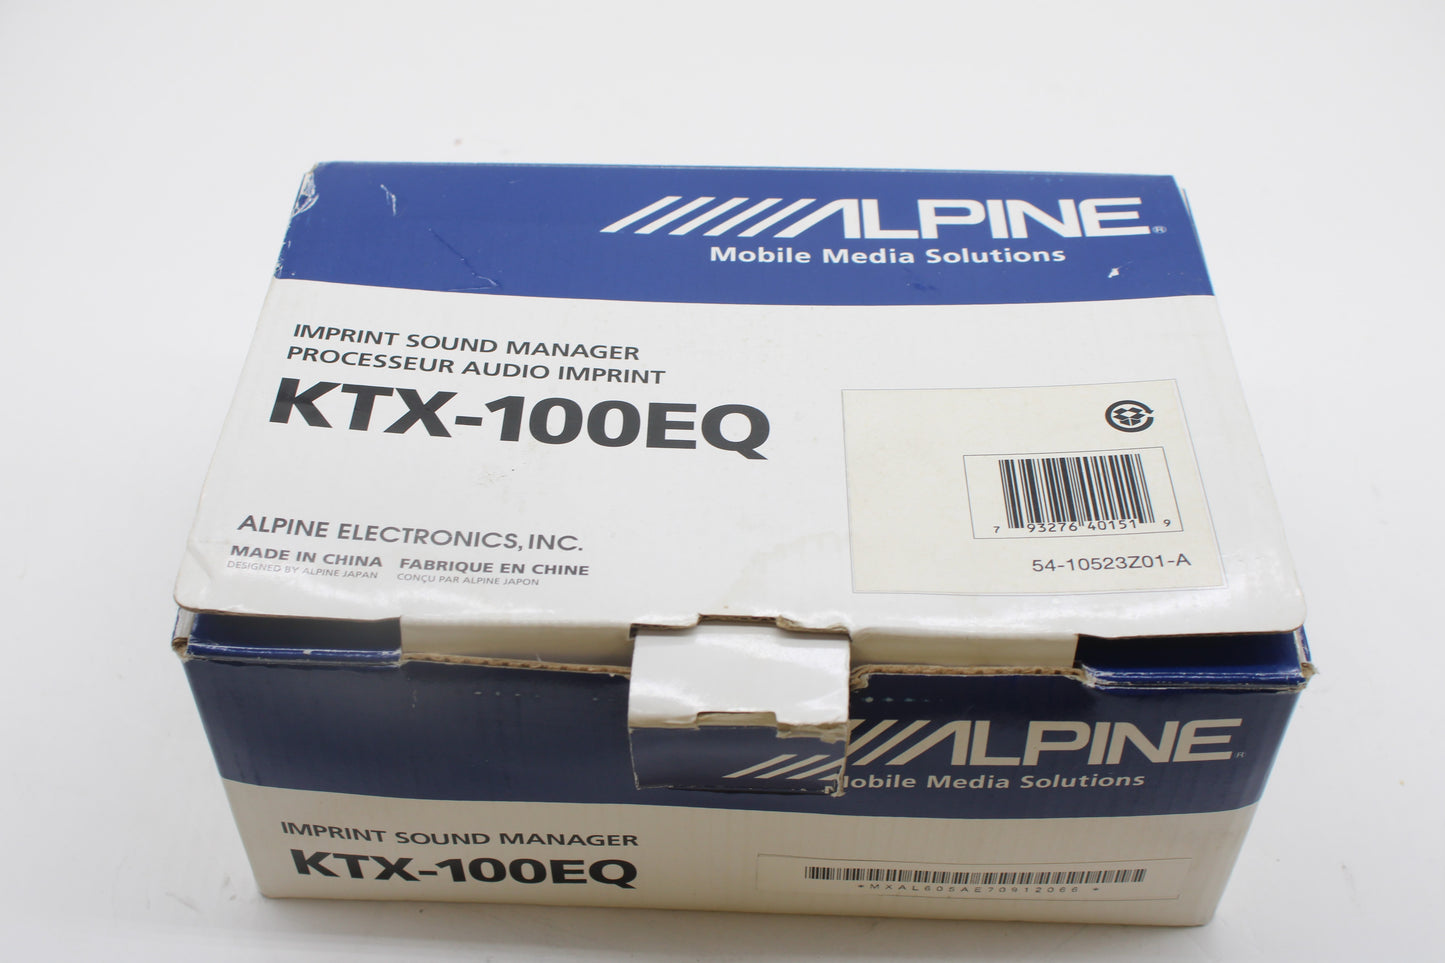 ALPINE®
Mobile Media Solutions
IMPRINT SOUND MANAGER
PROCESSEUR AUDIO IMPRINT
KTX-100EQ
7 93276 40151 9
54-10523Z01-A
ALPINE ELECTRONICS, INC.
MADE IN CHINA FABRIQUE EN CHINE
DESIGNED BY ALPINE JAPAN CONÇU PAR ALPINE JAPON
ALPINE®
Mobile Media Solutions
IMPRINT SOUND MANAGER
KTX-100EQ
*MXAL605AE70912066*